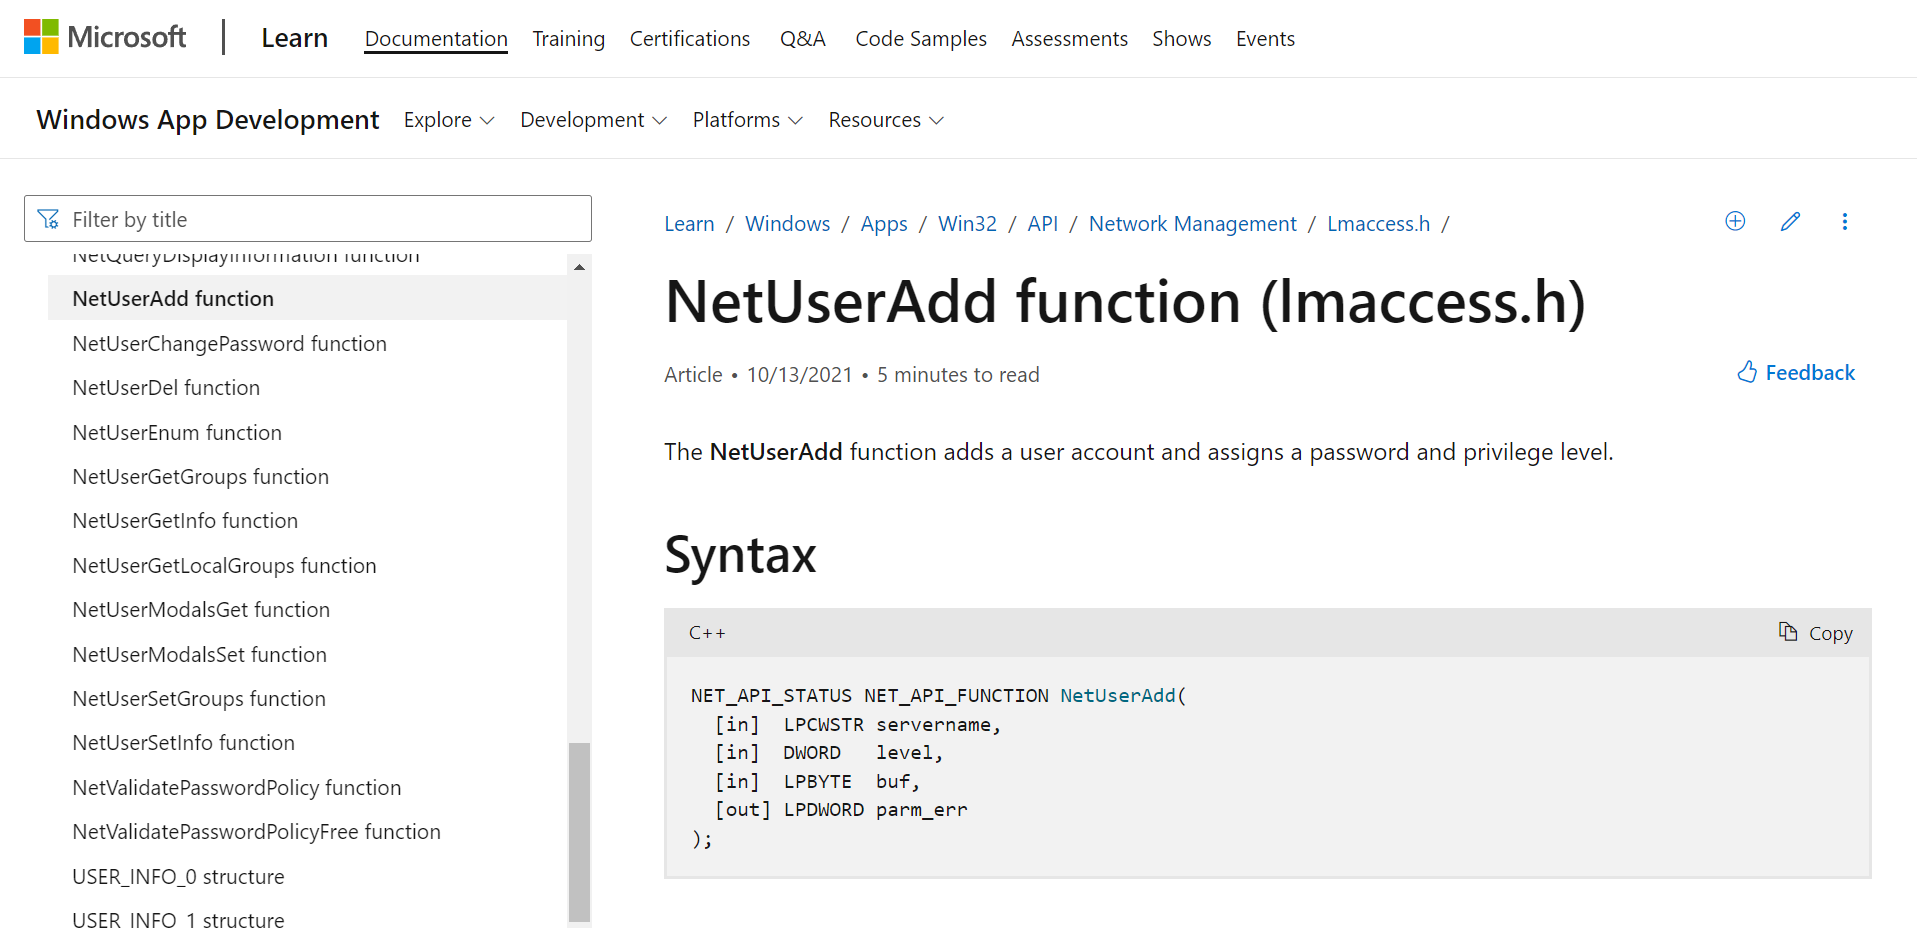 Microsoft Learn Documentation Training Certifications Q&A Code Samples Assessments Shows Events
Windows App Development Explore Development Platforms Resources
Filter by title
NetQueryDisplayInformation function
NetUserAdd function
NetUserChangePassword function
NetUserDel function
NetUserEnum function
NetUserGetGroups function
NetUserGetInfo function
NetUserGetLocalGroups function
NetUserModalsGet function
NetUserModalsSet function
NetUserSetGroups function
NetUserSetInfo function
NetValidatePasswordPolicy function
NetValidatePasswordPolicyFree function
USER_INFO_0 structure
USER_INFO_1 structure
Learn / Windows / Apps / Win32 / API / Network Management / Lmaccess.h /
NetUserAdd function (lmaccess.h)
Article • 10/13/2021 • 5 minutes to read
Feedback
The NetUserAdd function adds a user account and assigns a password and privilege level.
Syntax
C++
Copy
NET_API_STATUS NET_API_FUNCTION NetUserAdd(
  [in]  LPCWSTR servername,
  [in]  DWORD   level,
  [in]  LPBYTE  buf,
  [out] LPDWORD parm_err
);